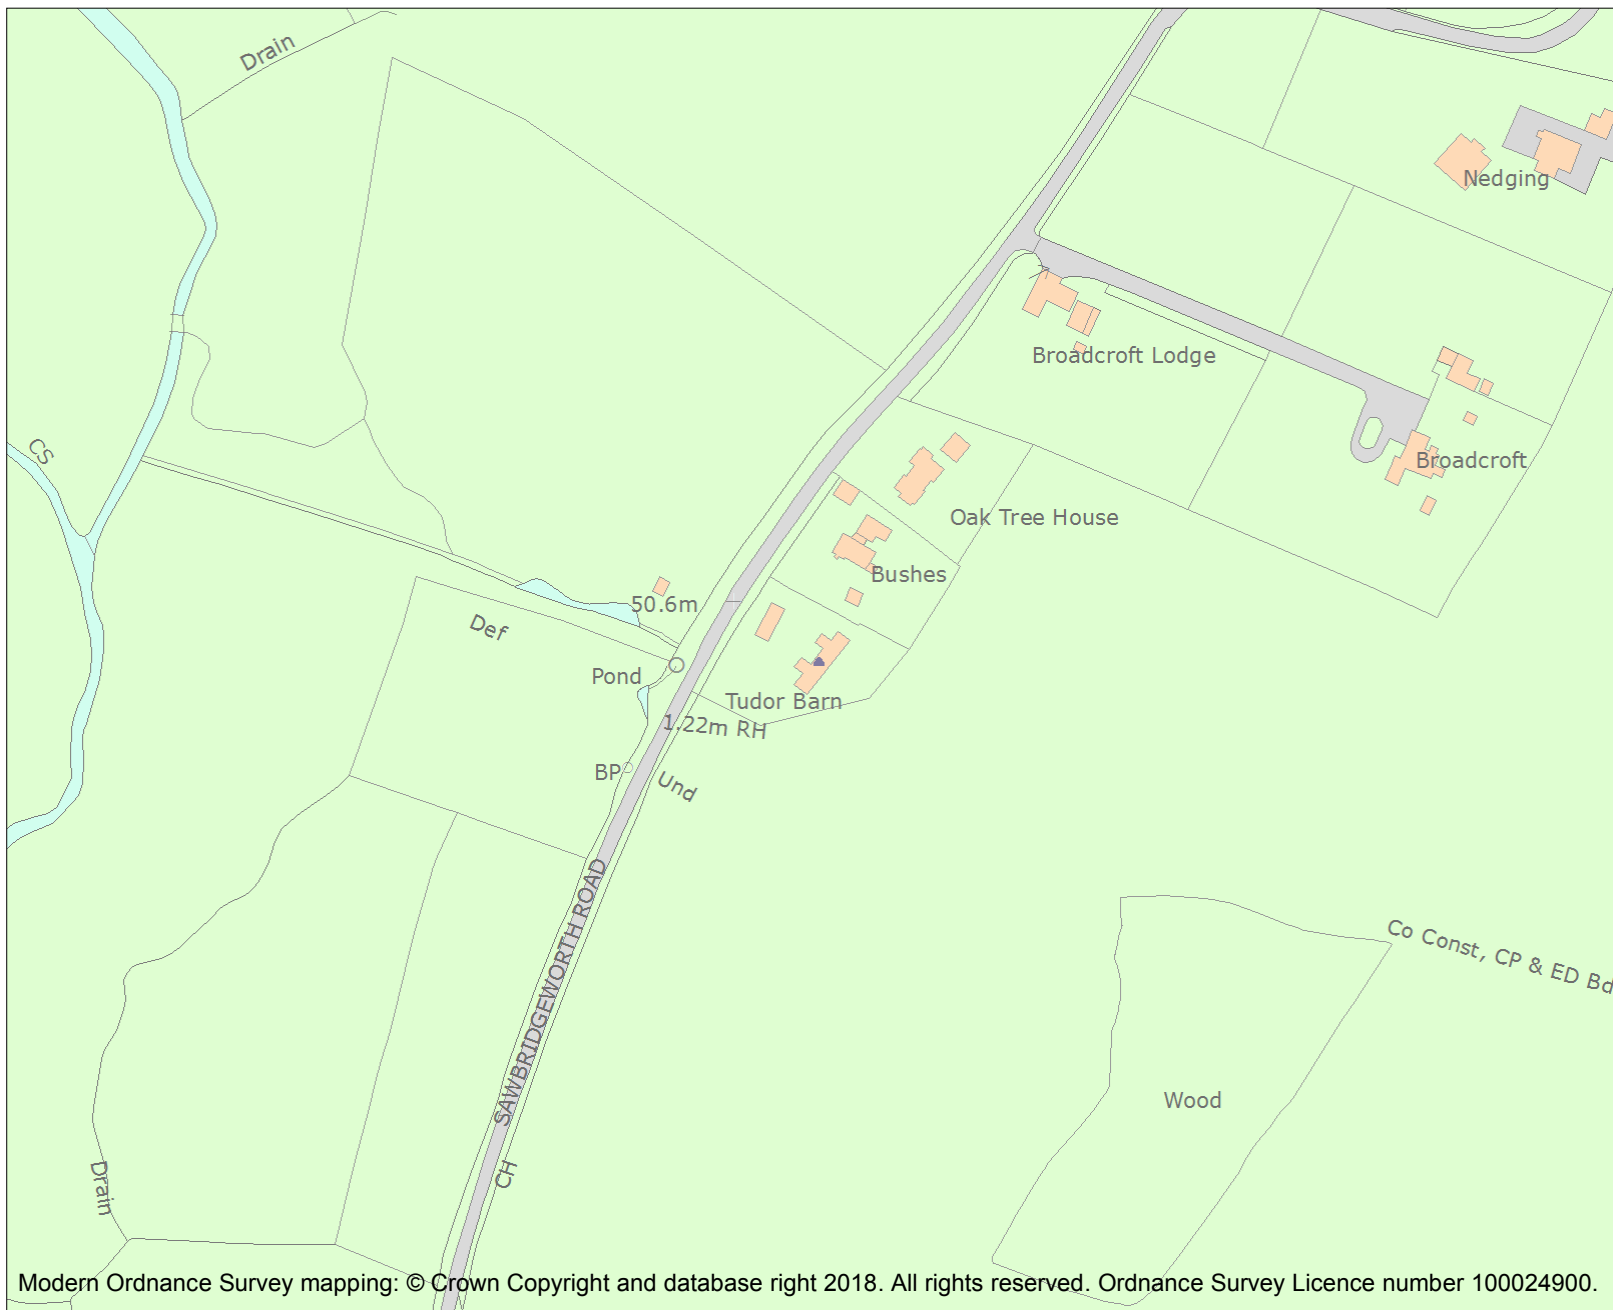 Drain
Nedging
Broadcroft Lodge
CS
Broadcroft
Oak Tree House
Bushes
50.6m
Def
Pond
Tudor Barn
1.22m RH
BP
Und
SAWBRIDGEWORTH ROAD
Co Const, CP & ED Bd
Wood
CH
Drain
Modern Ordnance Survey mapping: © Crown Copyright and database right 2018. All rights reserved. Ordnance Survey Licence number 100024900.